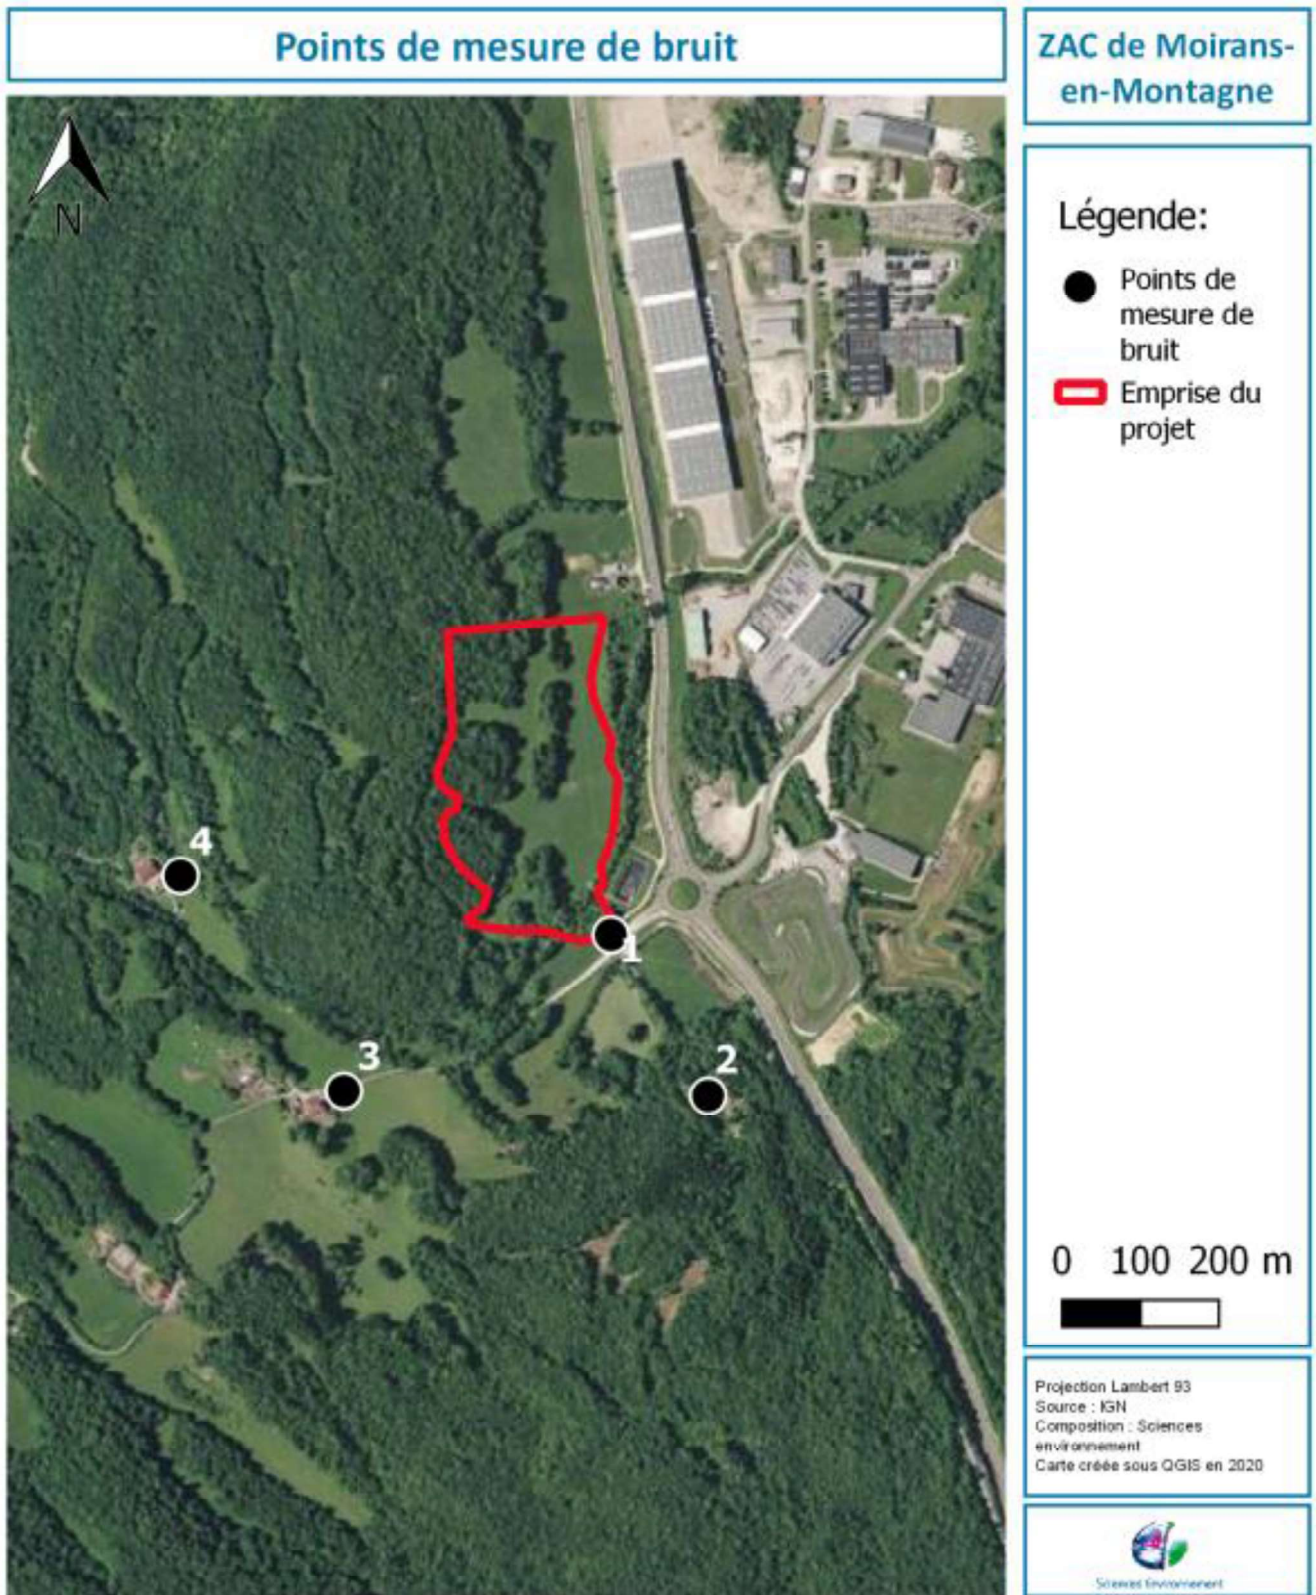 Points de mesure de bruit
ZAC de Moirans-
en-Montagne
N
Légende:
Points de
mesure de
bruit
Emprise du
projet
4
1
3
2
0 100 200 m
Projection Lambert 93
Source : IGN
Composition : Sciences
environnement
Carte créée sous QGIS en 2020
Sciences Environnement